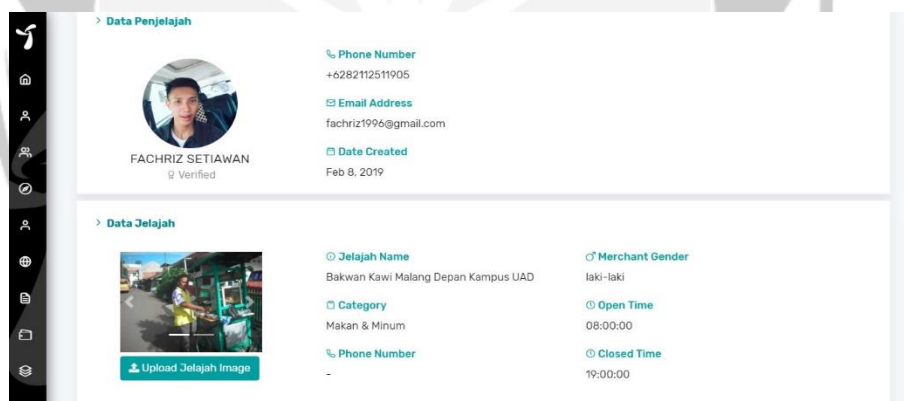 > Data Penjelajah
Phone Number
+6282112511905
Email Address
fachriz1996@gmail.com
Date Created
Feb 8, 2019
FACHRIZ SETIAWAN
Verified
> Data Jelajah
Jelajah Name
Bakwan Kawi Malang Depan Kampus UAD
Category
Makan & Minum
Phone Number
-
Merchant Gender
laki-laki
Open Time
08:00:00
Closed Time
19:00:00
Upload Jelajah Image